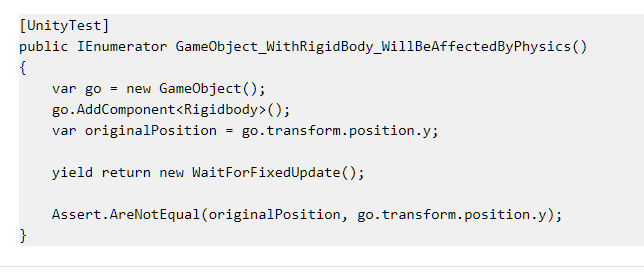 [UnityTest]
public IEnumerator GameObject_WithRigidBody_WillBeAffectedByPhysics()
{
    var go = new GameObject();
    go.AddComponent<Rigidbody>();
    var originalPosition = go.transform.position.y;

    yield return new WaitForFixedUpdate();

    Assert.AreNotEqual(originalPosition, go.transform.position.y);
}